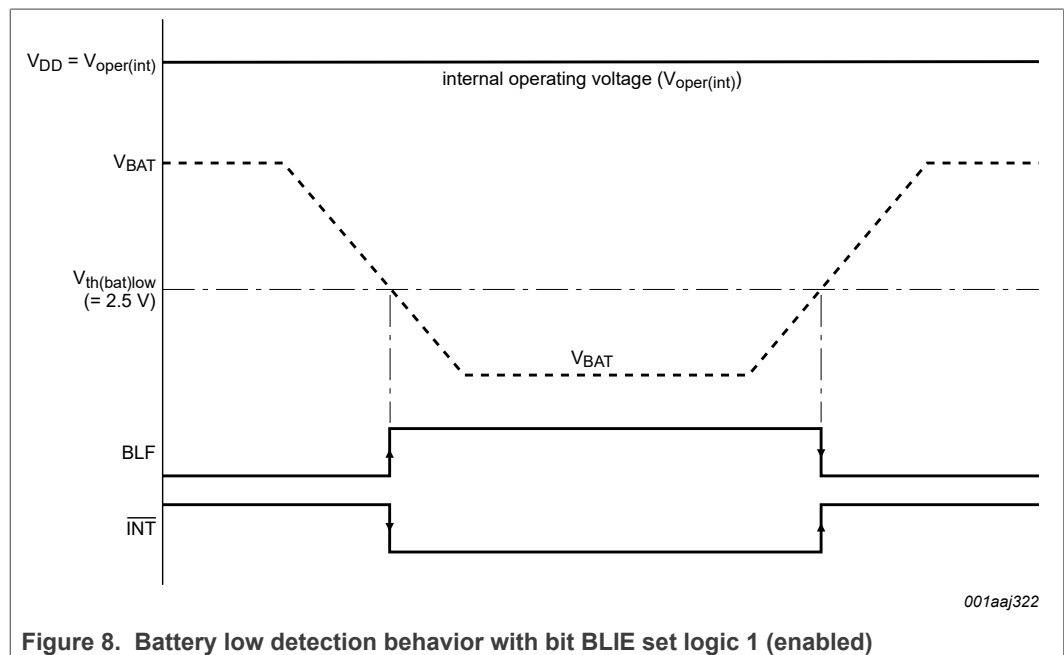 V_DD = V_oper(int)
internal operating voltage (V_oper(int))
V_BAT
V_th(bat)low
(= 2.5 V)
V_BAT
BLF
I̅N̅T̅
001aaj322
Figure 8. Battery low detection behavior with bit BLIE set logic 1 (enabled)